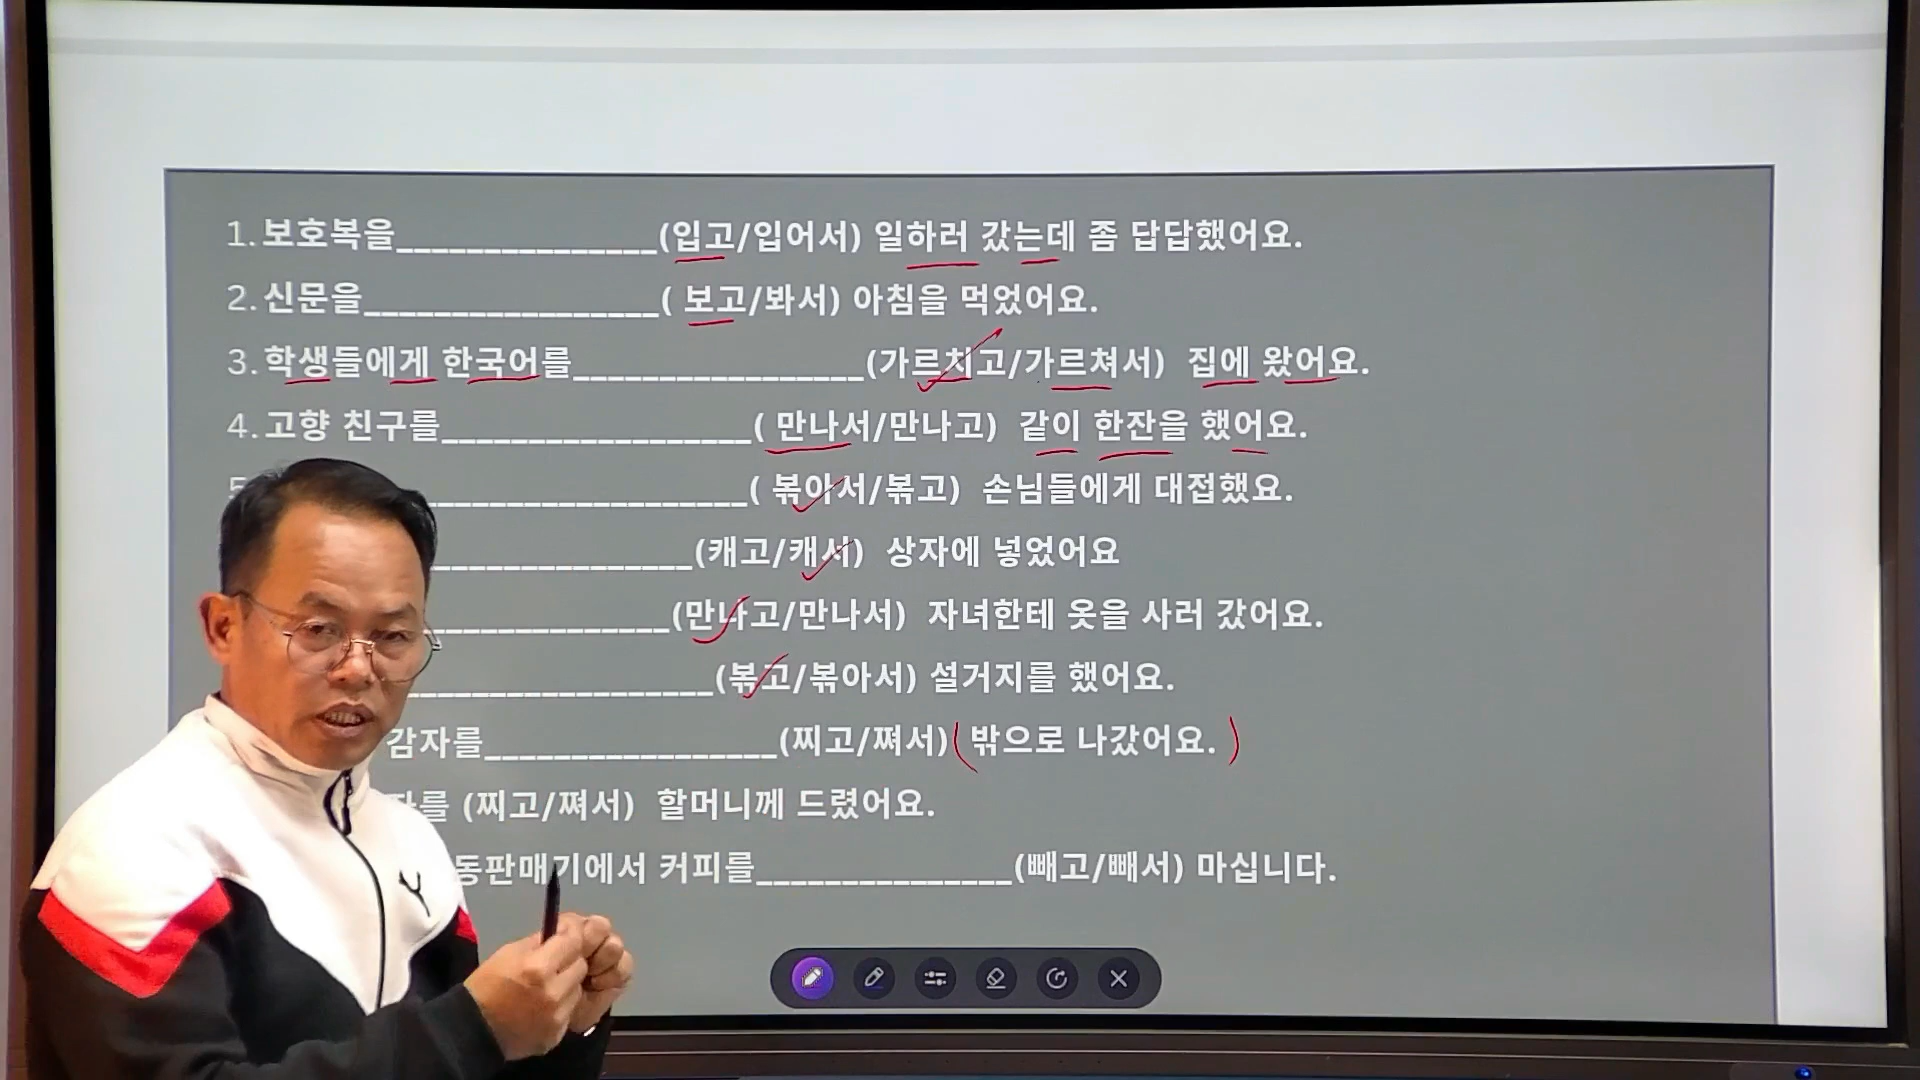 1. 보호복을_______________(입고/입어서) 일하러 갔는데 좀 답답했어요.
2. 신문을_________________( 보고/봐서) 아침을 먹었어요.
3. 학생들에게 한국어를_________________(가르치고/가르쳐서) 집에 왔어요.
4. 고향 친구를__________________( 만나서/만나고) 같이 한잔을 했어요.
__________________( 볶아서/볶고) 손님들에게 대접했요.
_______________(캐고/캐서) 상자에 넣었어요
______________(만나고/만나서) 자녀한테 옷을 사러 갔어요.
_________________(볶고/볶아서) 설거지를 했어요.
감자를_________________(찌고/쪄서) ( 밖으로 나갔어요. )
를 (찌고/쪄서) 할머니께 드렸어요.
동판매기에서 커피를_______________(빼고/빼서) 마십니다.